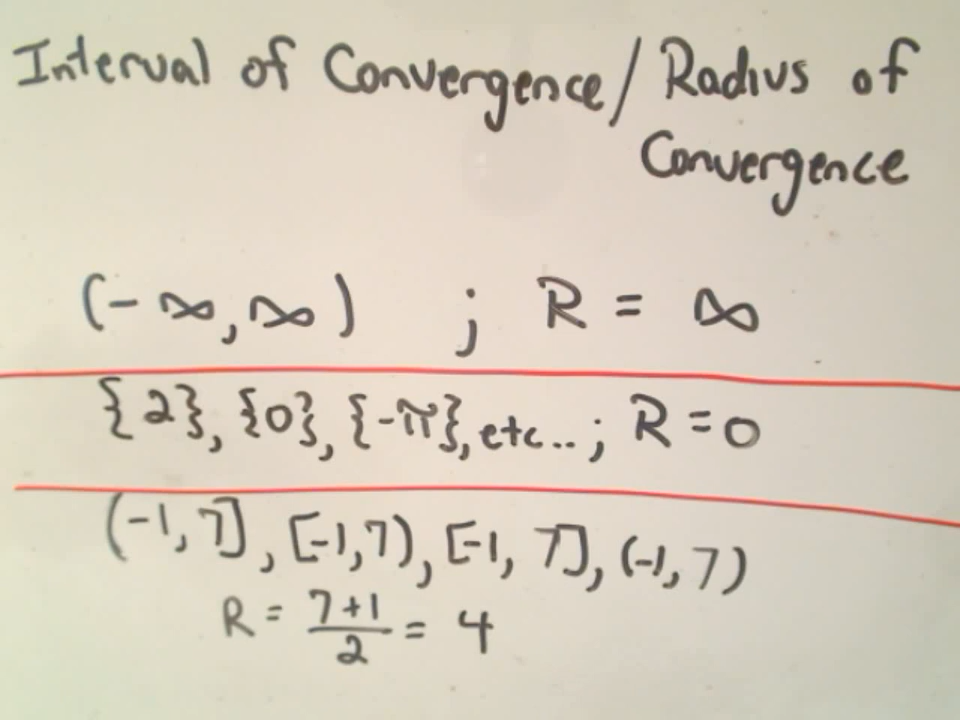 Interval of Convergence / Radius of
Convergence
(-∞, ∞) ; R = ∞
{2}, {0}, {-π}, etc..; R = 0
(-1, 7], [-1, 7), [-1, 7], (-1, 7)
R = 7+1/2 = 4